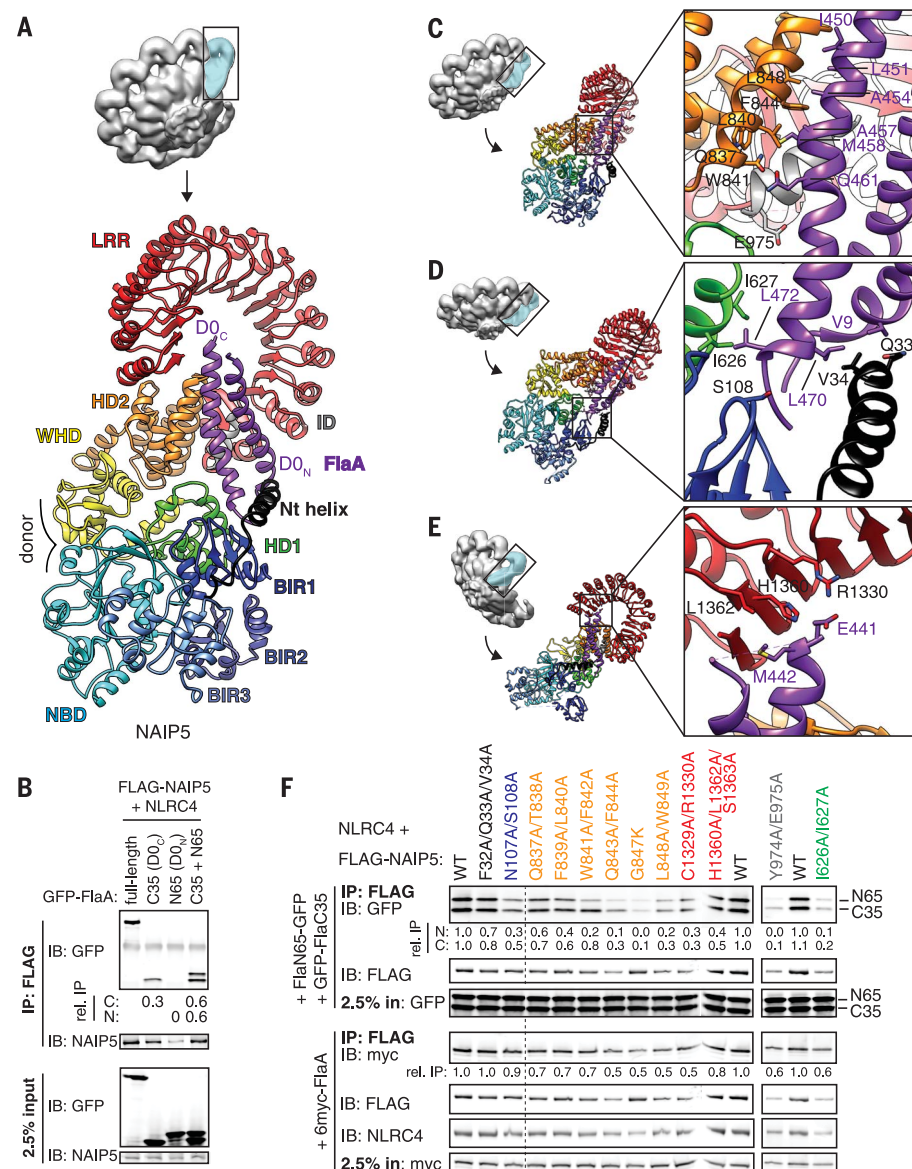 A
LRR
D0C
HD2
ID
WHD
D0N
FlaA
Nt helix
donor
HD1
BIR1
BIR2
BIR3
NBD
NAIP5
B
FLAG-NAIP5
+ NLRC4
GFP-FlaA:
full-length
C35 (D0C)
N65 (D0N)
C35 + N65
IP: FLAG
IB: GFP
rel. IP
C: 0.3 0.6
N: 0 0.6
IB: NAIP5
2.5% input
IB: GFP
IB: NAIP5
C
I450
L451
L848
A454
F844
L840
A457
M458
Q837
W841
Q461
E975
D
I627
L472
V9
Q33
I626
V34
S108
L470
E
H1360
R1330
L1362
E441
M442
F
NLRC4 +
FLAG-NAIP5:
WT
F32A/Q33A/V34A
N107A/S108A
Q837A/T838A
F839A/L840A
W841A/F842A
Q843A/F844A
G847K
L848A/W849A
C1329A/R1330A
H1360A/L1362A/
S1363A
WT
Y974A/E975A
WT
I626A/I627A
+ FlaN65-GFP
+ GFP-FlaC35
IP: FLAG
IB: GFP
N65
C35
rel. IP
N: 1.0 0.7 0.3 0.6 0.4 0.2 0.1 0.0 0.2 0.3 0.4 1.0 0.0 1.0 0.1
C: 1.0 0.8 0.5 0.7 0.6 0.8 0.3 0.1 0.3 0.3 0.5 1.0 0.1 1.1 0.2
IB: FLAG
2.5% in: GFP
N65
C35
+ 6myc-FlaA
IP: FLAG
IB: myc
rel. IP: 1.0 1.0 0.9 0.7 0.7 0.7 0.5 0.5 0.5 0.5 0.8 1.0 0.6 1.0 0.6
IB: FLAG
IB: NLRC4
2.5% in: myc